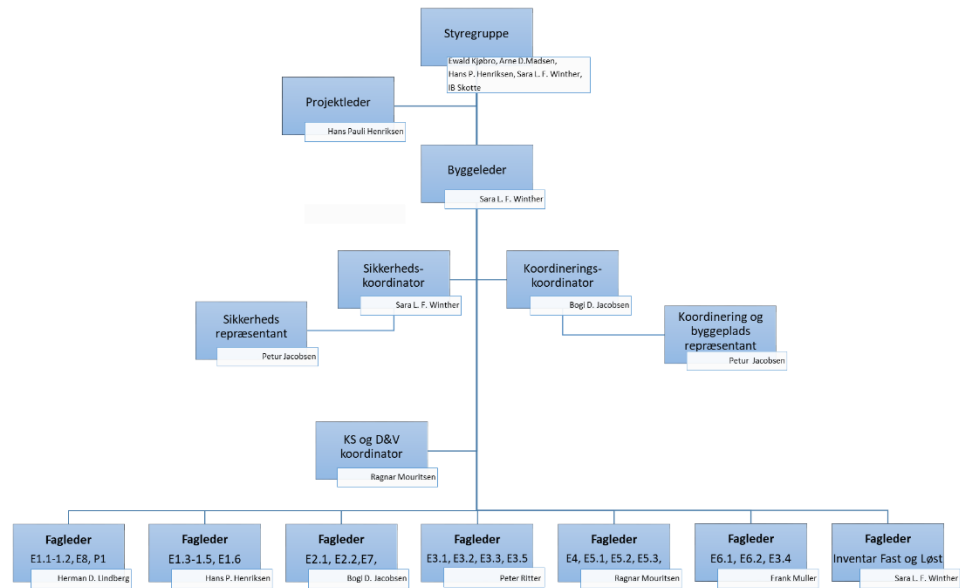 Styregruppe
Ewald Kjøbro, Arne D.Madsen,
Hans P. Henriksen, Sara L. F. Winther,
IB Skotte
Projektleder
Hans Pauli Henriksen
Byggeleder
Sara L. F. Winther
Sikkerheds-
koordinator
Sara L. F. Winther
Koordinerings-
koordinator
Bogi D. Jacobsen
Sikkerheds
repræsentant
Petur Jacobsen
Koordinering og
byggeplads
repræsentant
Petur Jacobsen
KS og D&V
koordinator
Ragnar Mouritsen
Fagleder
E1.1-1.2, E8, P1
Herman D. Lindberg
Fagleder
E1.3-1.5, E1.6
Hans P. Henriksen
Fagleder
E2.1, E2.2,E7,
Bogi D. Jacobsen
Fagleder
E3.1, E3.2, E3.3, E3.5
Peter Ritter
Fagleder
E4, E5.1, E5.2, E5.3,
Ragnar Mouritsen
Fagleder
E6.1, E6.2, E3.4
Frank Muller
Fagleder
Inventar Fast og Løst
Sara L. F. Winther